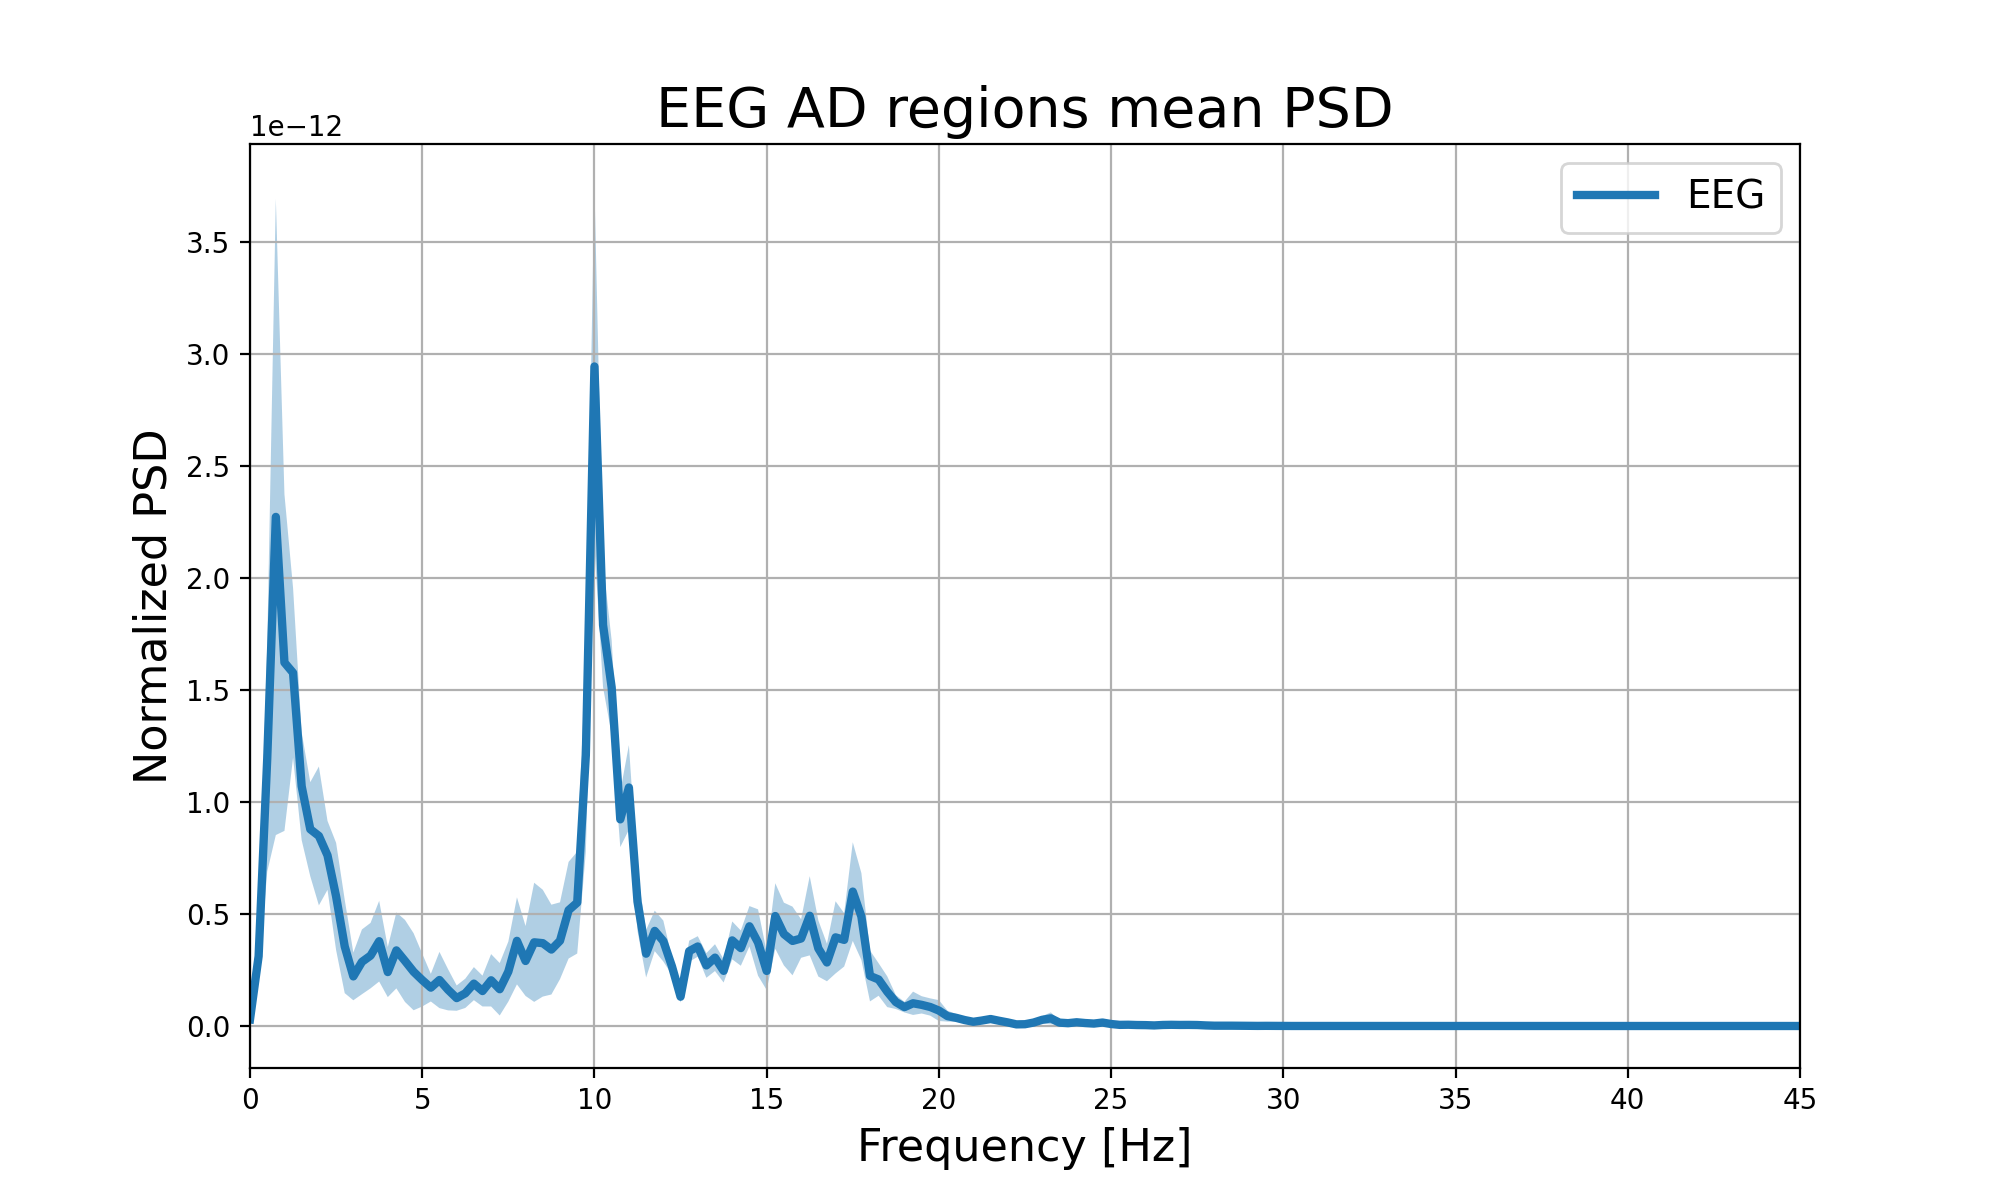 EEG AD regions mean PSD
1e−12
EEG
3.5
3.0
2.5
2.0
1.5
1.0
0.5
0.0
Normalized PSD
0 5 10 15 20 25 30 35 40 45
Frequency [Hz]